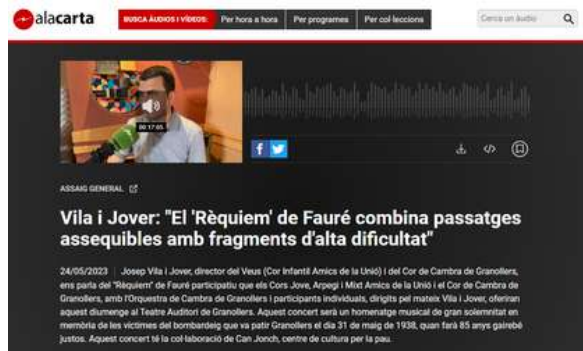 alacarta
BUSCA ÀUDIOS I VÍDEOS: Per hora a hora Per programes Per col·leccions
Cerca un àudio
00:17:05
ASSAIG GENERAL
Vila i Jover: "El 'Rèquiem' de Fauré combina passatges
assequibles amb fragments d'alta dificultat"
24/05/2023 | Josep Vila i Jover, director del Veus (Cor Infantil Amics de la Unió) i del Cor de Cambra de Granollers,
ens parla del "Rèquiem" de Fauré participatiu que els Cors Jove, Arpegi i Mixt Amics de la Unió i el Cor de Cambra de
Granollers, amb l'Orquestra de Cambra de Granollers i participants individuals, dirigits pel mateix Vila i Jover, oferiran
aquest diumenge al Teatre Auditori de Granollers. Aquest concert serà un homenatge musical de gran solemnitat en
memòria de les víctimes del bombardeig que va patir Granollers el dia 31 de maig de 1938, quan farà 85 anys gairebé
justos. Aquest concert té la col·laboració de Can Jonch, centre de cultura per la pau.